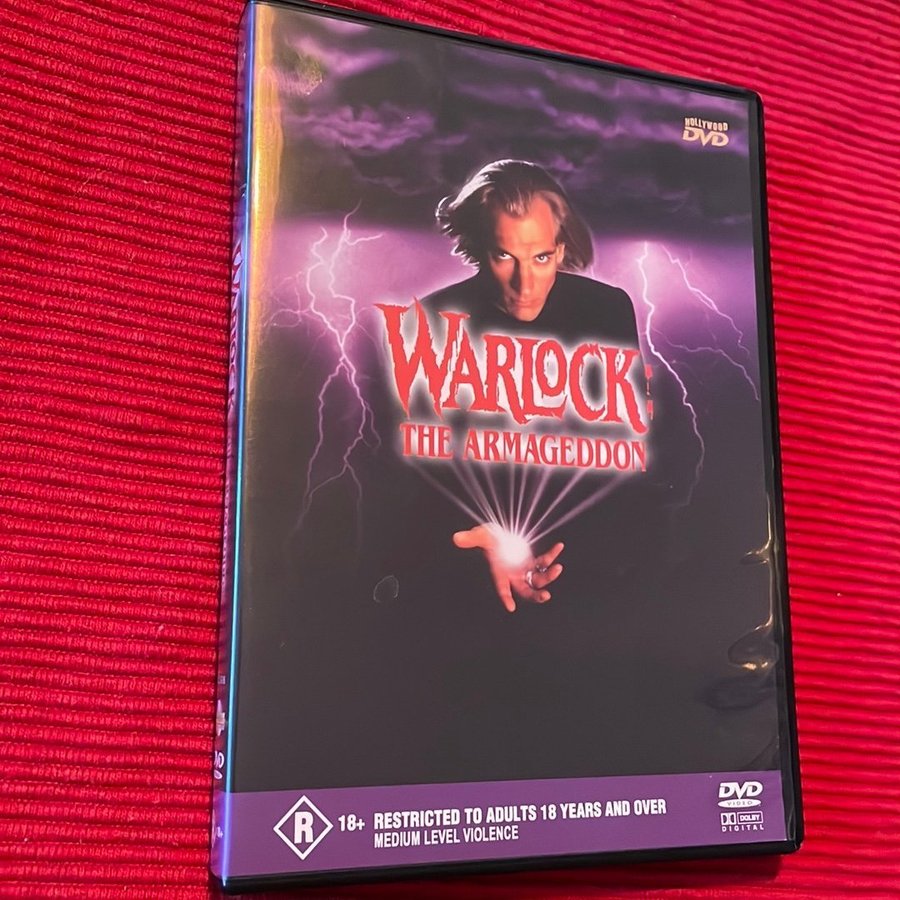 HOLLYWOOD
DVD
WARLOCK:
THE ARMAGEDDON
R
18+ RESTRICTED TO ADULTS 18 YEARS AND OVER
MEDIUM LEVEL VIOLENCE
DVD
VIDEO
DOLBY
DIGITAL